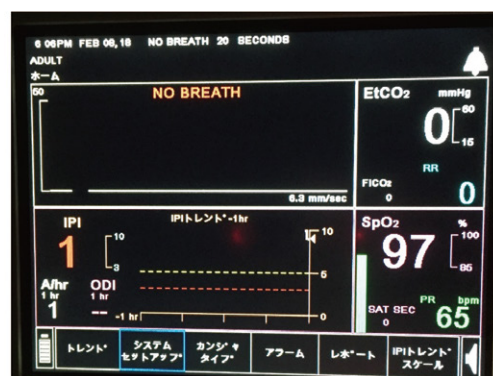 6 06PM FEB 08,18 NO BREATH 20 SECONDS
ADULT
ホーム
50 NO BREATH
6.3 mm/sec
EtCO₂ mmHg
0 60
15
RR
FICO₂
0 0
IPI IPIトレンド -1hr
1 10 10
3 5
A/hr ODI
1 hr 1 hr
1 -- -1 hr 0
SpO₂ %
97 100
85
PR bpm
SAT SEC 65
0
トレンド システム セットアップ カンジャ タイプ アラーム レポート IPIトレンド スケール